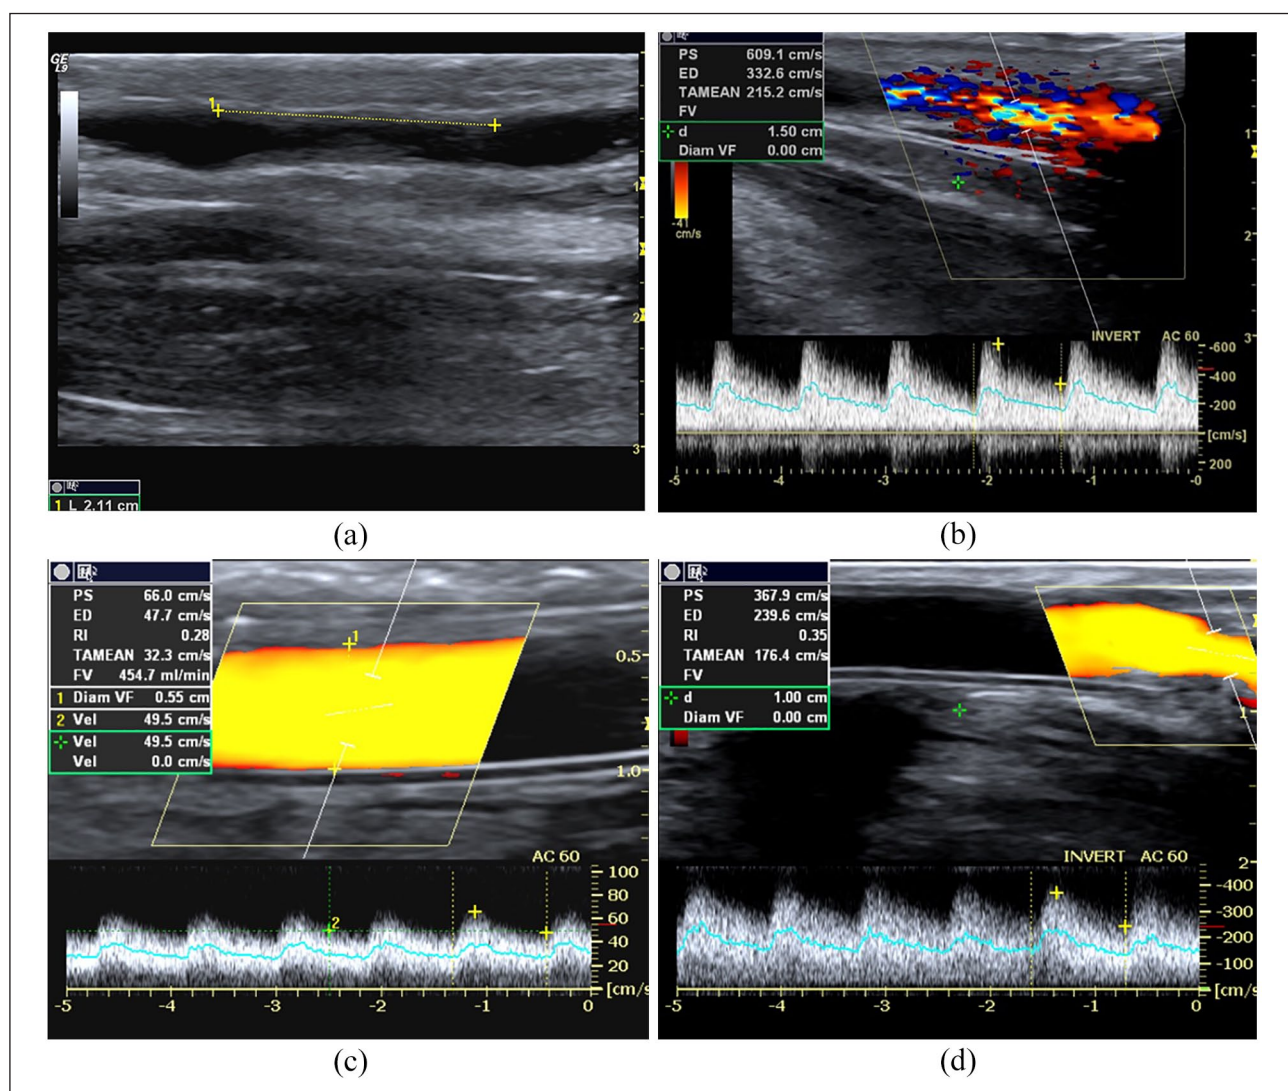 GE
L9
1
1
2
3
1 L 2.11 cm
(a)
PS 609.1 cm/s
ED 332.6 cm/s
TAMEAN 215.2 cm/s
FV
d 1.50 cm
Diam VF 0.00 cm
-41
cm/s
1
2
3
INVERT AC 60
-600
-400
-200
[cm/s]
200
-5 -4 -3 -2 -1 -0
(b)
PS 66.0 cm/s
ED 47.7 cm/s
RI 0.28
TAMEAN 32.3 cm/s
FV 454.7 ml/min
1 Diam VF 0.55 cm
2 Vel 49.5 cm/s
Vel 49.5 cm/s
Vel 0.0 cm/s
1
0.5
1.0
AC 60
100
80
60
2
40
20
[cm/s
-5 -4 -3 -2 -1 0
(c)
PS 367.9 cm/s
ED 239.6 cm/s
RI 0.35
TAMEAN 176.4 cm/s
FV
d 1.00 cm
Diam VF 0.00 cm
1
2
INVERT AC 60
-400
-300
-200
-100
[cm/s
-5 -4 -3 -2 -1 0
(d)